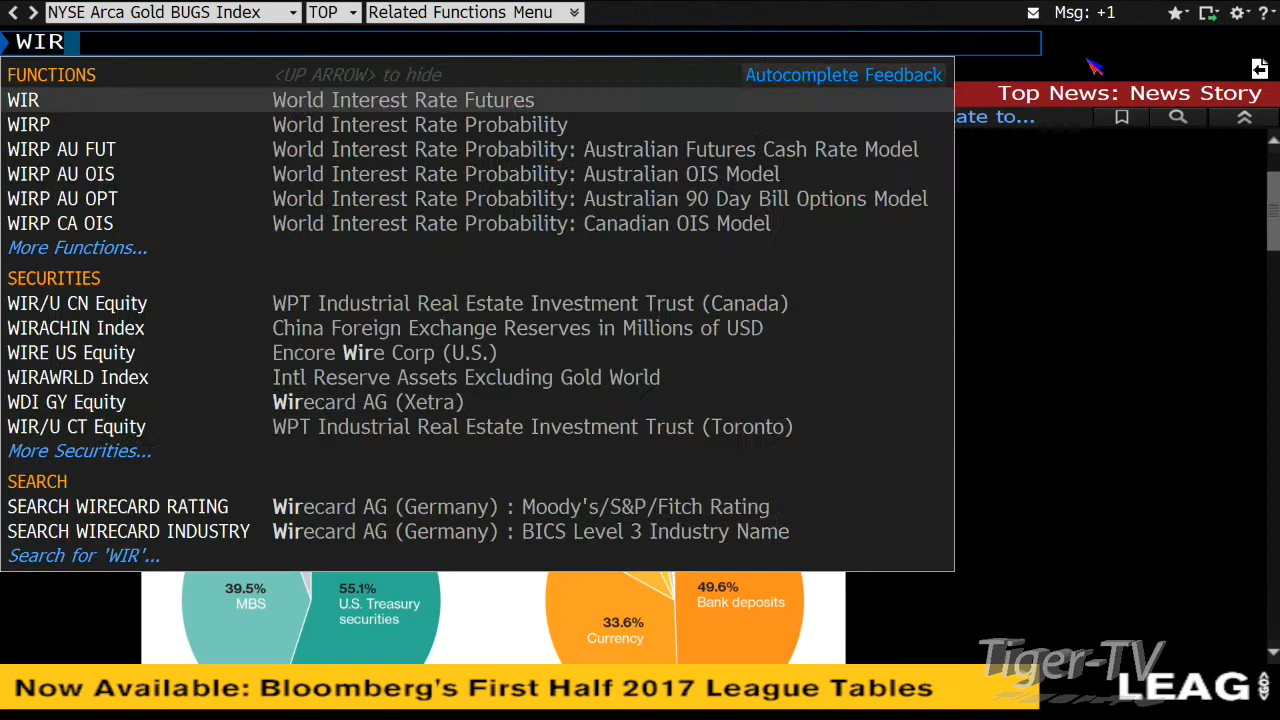 NYSE Arca Gold BUGS Index TOP Related Functions Menu Msg: +1
WIR
FUNCTIONS <UP ARROW> to hide Autocomplete Feedback
Top News: News Story
WIR World Interest Rate Futures
ate to...
WIRP World Interest Rate Probability
WIRP AU FUT World Interest Rate Probability: Australian Futures Cash Rate Model
WIRP AU OIS World Interest Rate Probability: Australian OIS Model
WIRP AU OPT World Interest Rate Probability: Australian 90 Day Bill Options Model
WIRP CA OIS World Interest Rate Probability: Canadian OIS Model
More Functions...
SECURITIES
WIR/U CN Equity WPT Industrial Real Estate Investment Trust (Canada)
WIRACHIN Index China Foreign Exchange Reserves in Millions of USD
WIRE US Equity Encore Wire Corp (U.S.)
WIRAWRLD Index Intl Reserve Assets Excluding Gold World
WDI GY Equity Wirecard AG (Xetra)
WIR/U CT Equity WPT Industrial Real Estate Investment Trust (Toronto)
More Securities...
SEARCH
SEARCH WIRECARD RATING Wirecard AG (Germany) : Moody's/S&P/Fitch Rating
SEARCH WIRECARD INDUSTRY Wirecard AG (Germany) : BICS Level 3 Industry Name
Search for 'WIR'...
39.5%
MBS
55.1%
U.S. Treasury
securities
33.6%
Currency
49.6%
Bank deposits
Tiger-TV
Now Available: Bloomberg's First Half 2017 League Tables
LEAG <GO>